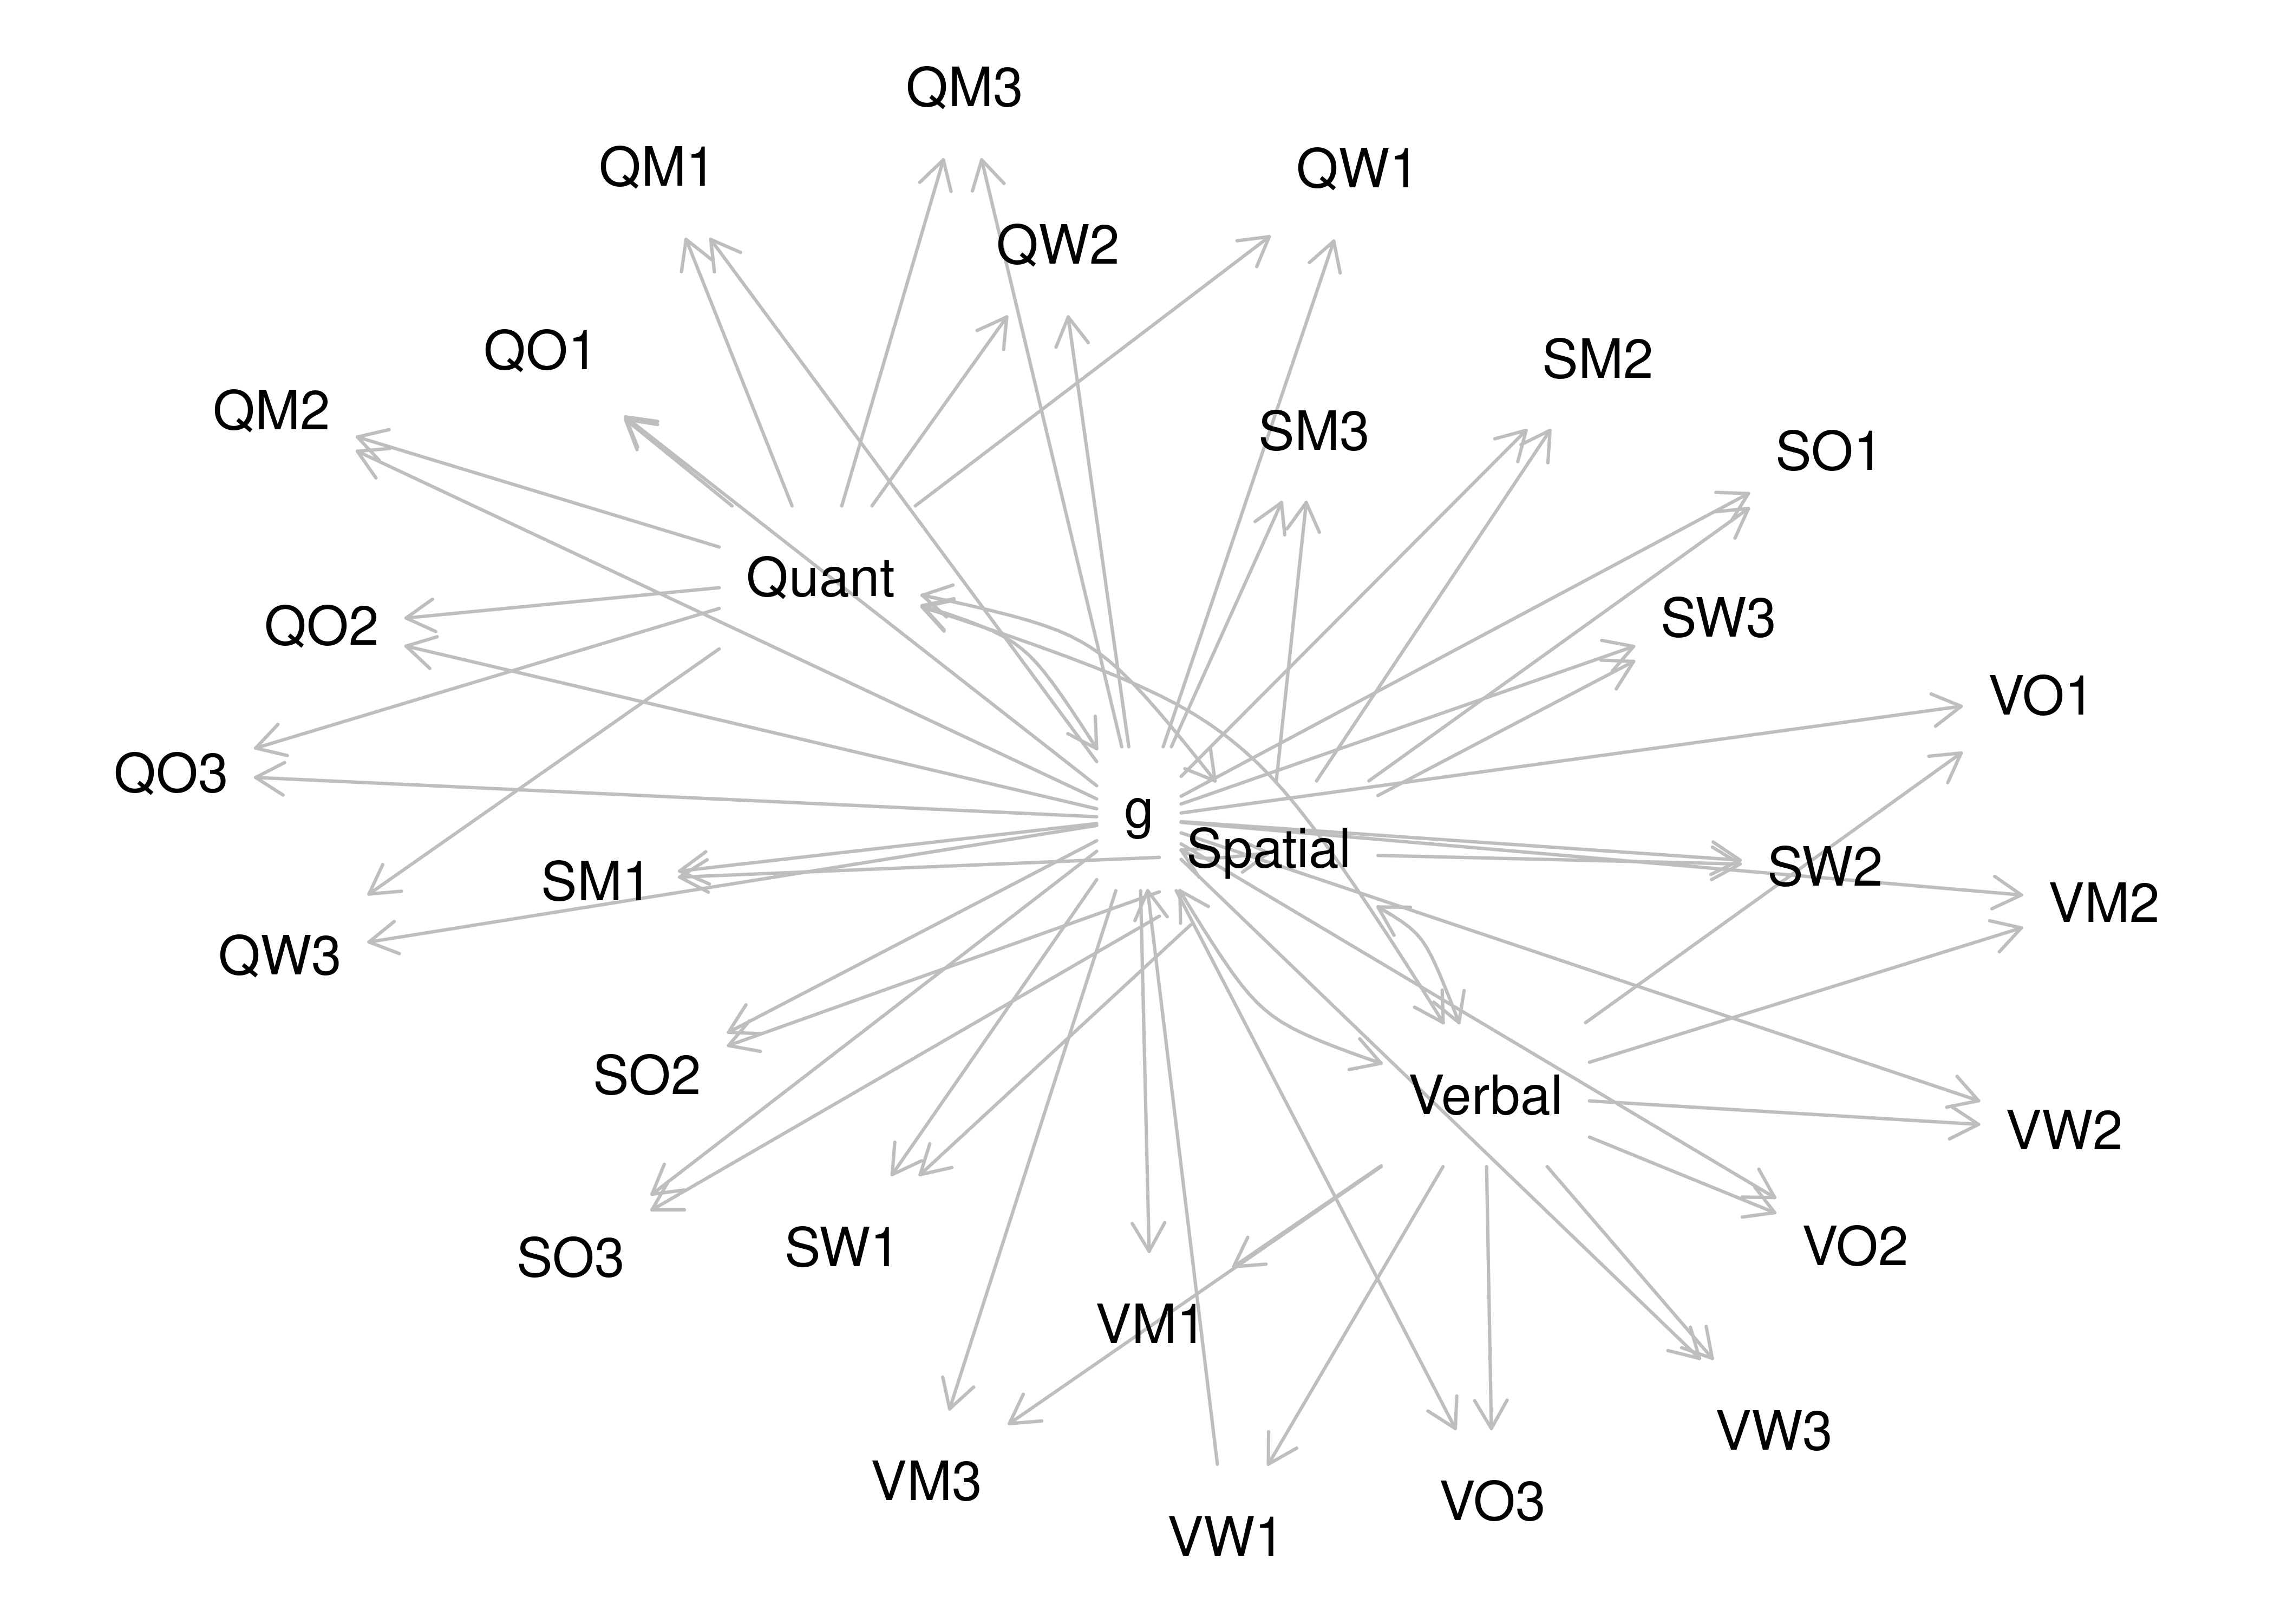 QM3
QM1
QW1
QW2
QO1
SM2
QM2
SM3
SO1
Quant
QO2
SW3
VO1
QO3
g
Spatial
SM1
SW2
VM2
QW3
SO2
Verbal
VW2
SO3
SW1
VO2
VM1
VW3
VM3
VO3
VW1